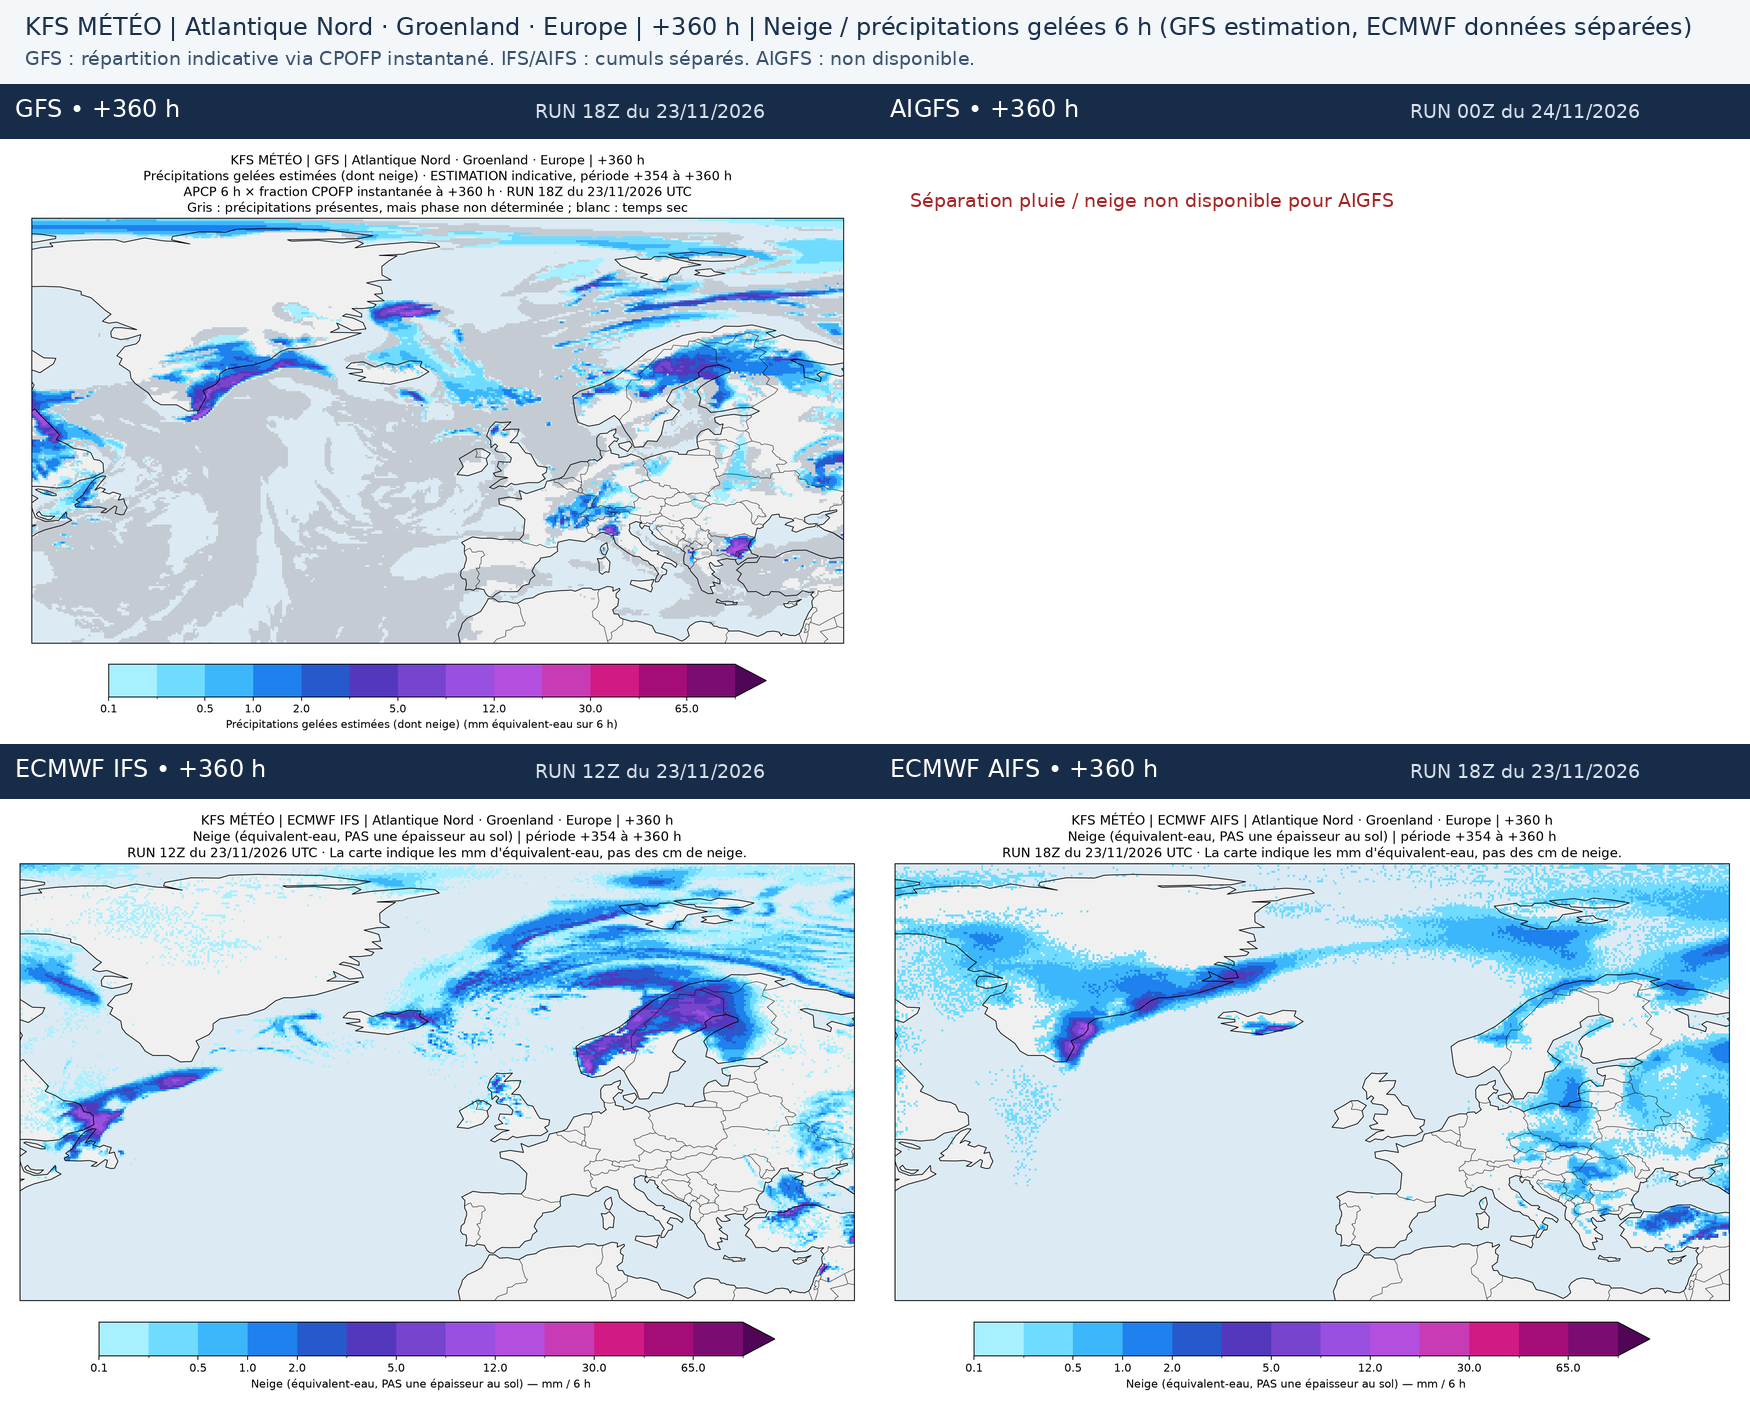 KFS MÉTÉO | Atlantique Nord · Groenland · Europe | +360 h | Neige / précipitations gelées 6 h (GFS estimation, ECMWF données séparées)
GFS : répartition indicative via CPOFP instantané. IFS/AIFS : cumuls séparés. AIGFS : non disponible.
GFS • +360 h
RUN 18Z du 23/11/2026
AIGFS • +360 h
RUN 00Z du 24/11/2026
KFS MÉTÉO | GFS | Atlantique Nord · Groenland · Europe | +360 h
Précipitations gelées estimées (dont neige) · ESTIMATION indicative, période +354 à +360 h
APCP 6 h × fraction CPOFP instantanée à +360 h · RUN 18Z du 23/11/2026 UTC
Gris : précipitations présentes, mais phase non déterminée ; blanc : temps sec
Séparation pluie / neige non disponible pour AIGFS
0.1 0.5 1.0 2.0 5.0 12.0 30.0 65.0
Précipitations gelées estimées (dont neige) (mm équivalent-eau sur 6 h)
ECMWF IFS • +360 h
RUN 12Z du 23/11/2026
ECMWF AIFS • +360 h
RUN 18Z du 23/11/2026
KFS MÉTÉO | ECMWF IFS | Atlantique Nord · Groenland · Europe | +360 h
Neige (équivalent-eau, PAS une épaisseur au sol) | période +354 à +360 h
RUN 12Z du 23/11/2026 UTC · La carte indique les mm d'équivalent-eau, pas des cm de neige.
KFS MÉTÉO | ECMWF AIFS | Atlantique Nord · Groenland · Europe | +360 h
Neige (équivalent-eau, PAS une épaisseur au sol) | période +354 à +360 h
RUN 18Z du 23/11/2026 UTC · La carte indique les mm d'équivalent-eau, pas des cm de neige.
0.1 0.5 1.0 2.0 5.0 12.0 30.0 65.0
Neige (équivalent-eau, PAS une épaisseur au sol) — mm / 6 h
0.1 0.5 1.0 2.0 5.0 12.0 30.0 65.0
Neige (équivalent-eau, PAS une épaisseur au sol) — mm / 6 h